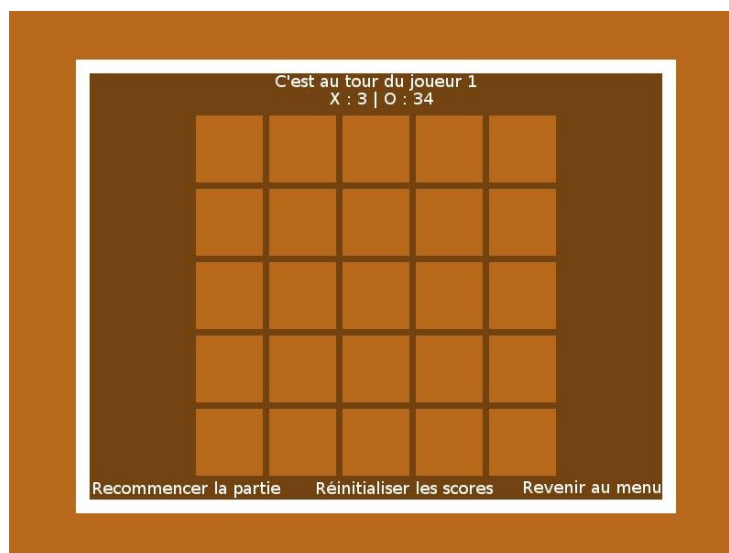 C'est au tour du joueur 1
X : 3 | O : 34
Recommencer la partie Réinitialiser les scores Revenir au menu